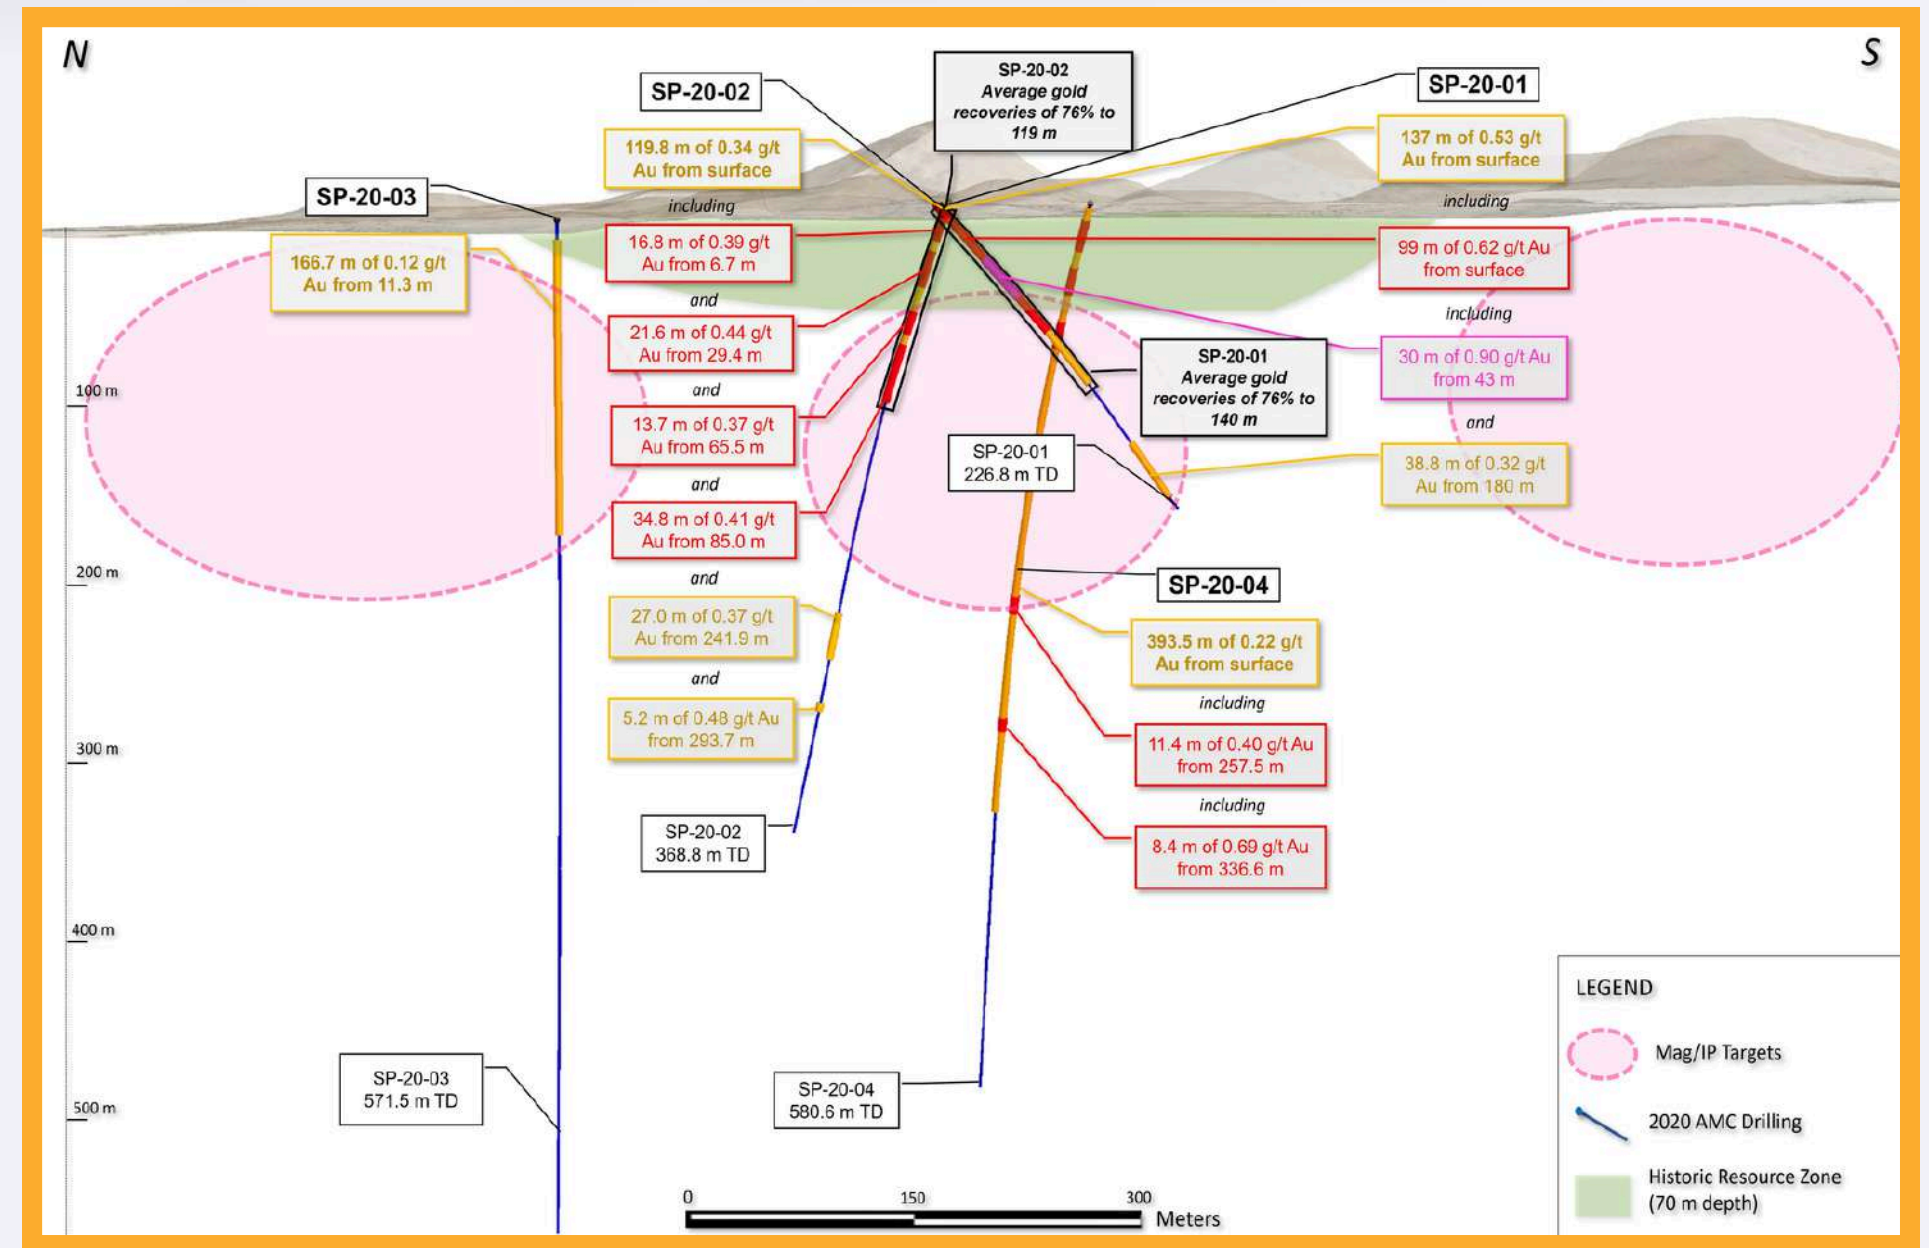 N
S
SP-20-02
Average gold
recoveries of 76% to
119 m
SP-20-02
SP-20-01
119.8 m of 0.34 g/t
Au from surface
including
16.8 m of 0.39 g/t
Au from 6.7 m
and
21.6 m of 0.44 g/t
Au from 29.4 m
and
13.7 m of 0.37 g/t
Au from 65.5 m
and
34.8 m of 0.41 g/t
Au from 85.0 m
and
27.0 m of 0.37 g/t
Au from 241.9 m
and
5.2 m of 0.48 g/t Au
from 293.7 m
SP-20-02
368.8 m TD
137 m of 0.53 g/t
Au from surface
including
99 m of 0.62 g/t Au
from surface
including
30 m of 0.90 g/t Au
from 43 m
and
38.8 m of 0.32 g/t
Au from 180 m
SP-20-03
166.7 m of 0.12 g/t
Au from 11.3 m
SP-20-01
Average gold
recoveries of 76% to
140 m
SP-20-01
226.8 m TD
SP-20-04
393.5 m of 0.22 g/t
Au from surface
including
11.4 m of 0.40 g/t Au
from 257.5 m
including
8.4 m of 0.69 g/t Au
from 336.6 m
SP-20-03
571.5 m TD
SP-20-04
580.6 m TD
100 m
200 m
300 m
400 m
500 m
0 150 300
Meters
LEGEND
Mag/IP Targets
2020 AMC Drilling
Historic Resource Zone
(70 m depth)